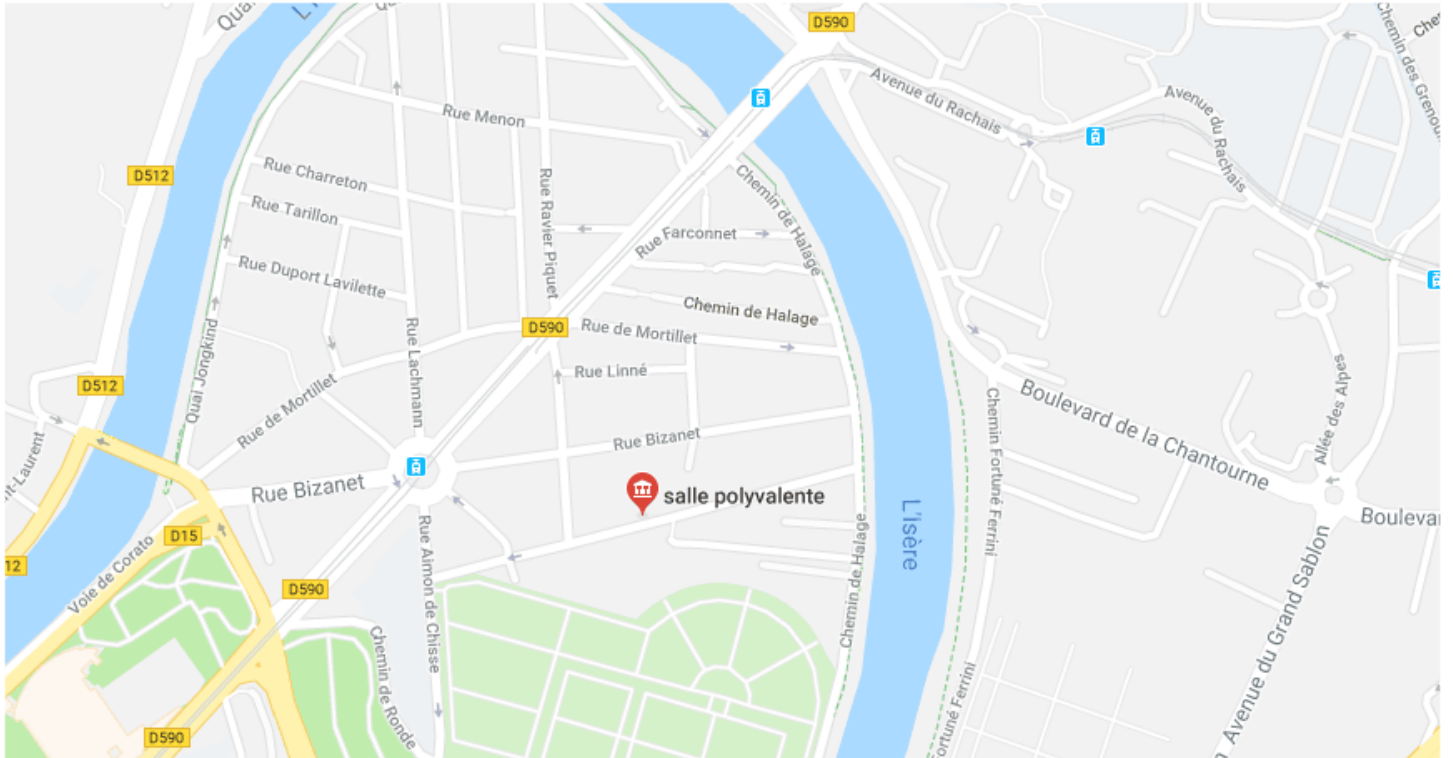 D590
Avenue du Rachais
Avenue du Rachais
Rue Menon
D512
Rue Charreton
Rue Ravier Piquet
Chemin de Halage
Rue Tarillon
Rue Farconnet
Rue Duport Lavilette
Chemin de Halage
D590
Rue de Mortillet
Quai Jongkind
Rue Lachmann
Rue Linné
D512
Rue de Mortillet
Chemin Fortuné Ferrini
Boulevard de la Chantourne
Allée des Alpes
Rue Bizanet
Rue Bizanet
salle polyvalente
L'Isère
Boulevar
D15
Voie de Corato
D590
Rue Aimon de Chisse
Chemin de Halage
Avenue du Grand Sablon
Chemin de Ronde
ortuné Ferrini
12
D590